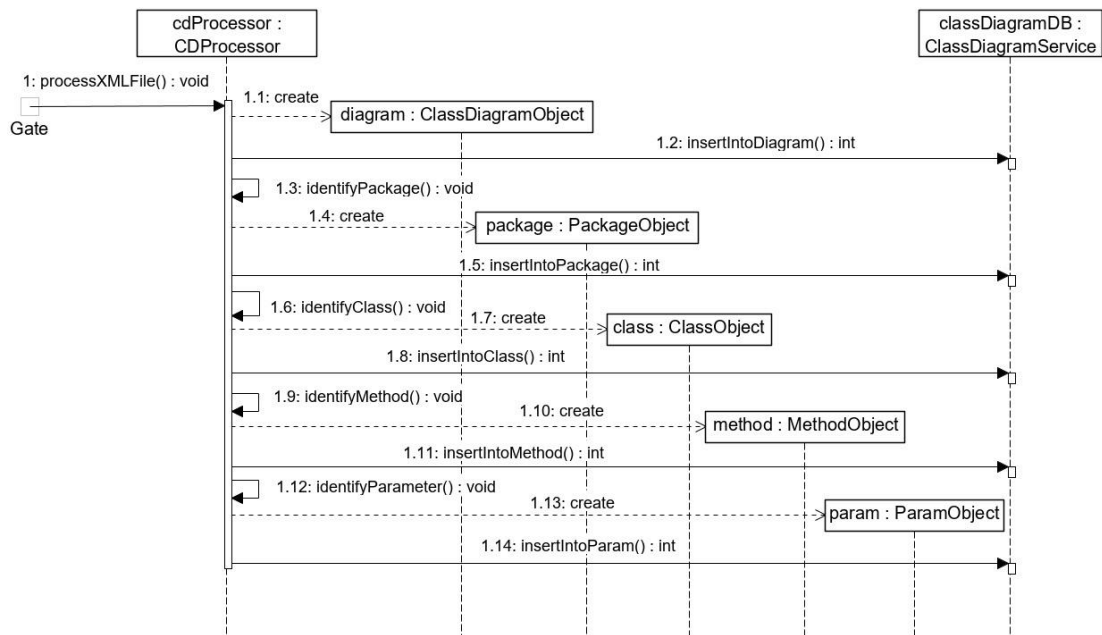 cdProcessor :
CDProcessor
classDiagramDB :
ClassDiagramService
1: processXMLFile() : void
Gate
1.1: create
diagram : ClassDiagramObject
1.2: insertIntoDiagram() : int
1.3: identifyPackage() : void
1.4: create
package : PackageObject
1.5: insertIntoPackage() : int
1.6: identifyClass() : void
1.7: create
class : ClassObject
1.8: insertIntoClass() : int
1.9: identifyMethod() : void
1.10: create
method : MethodObject
1.11: insertIntoMethod() : int
1.12: identifyParameter() : void
1.13: create
param : ParamObject
1.14: insertIntoParam() : int